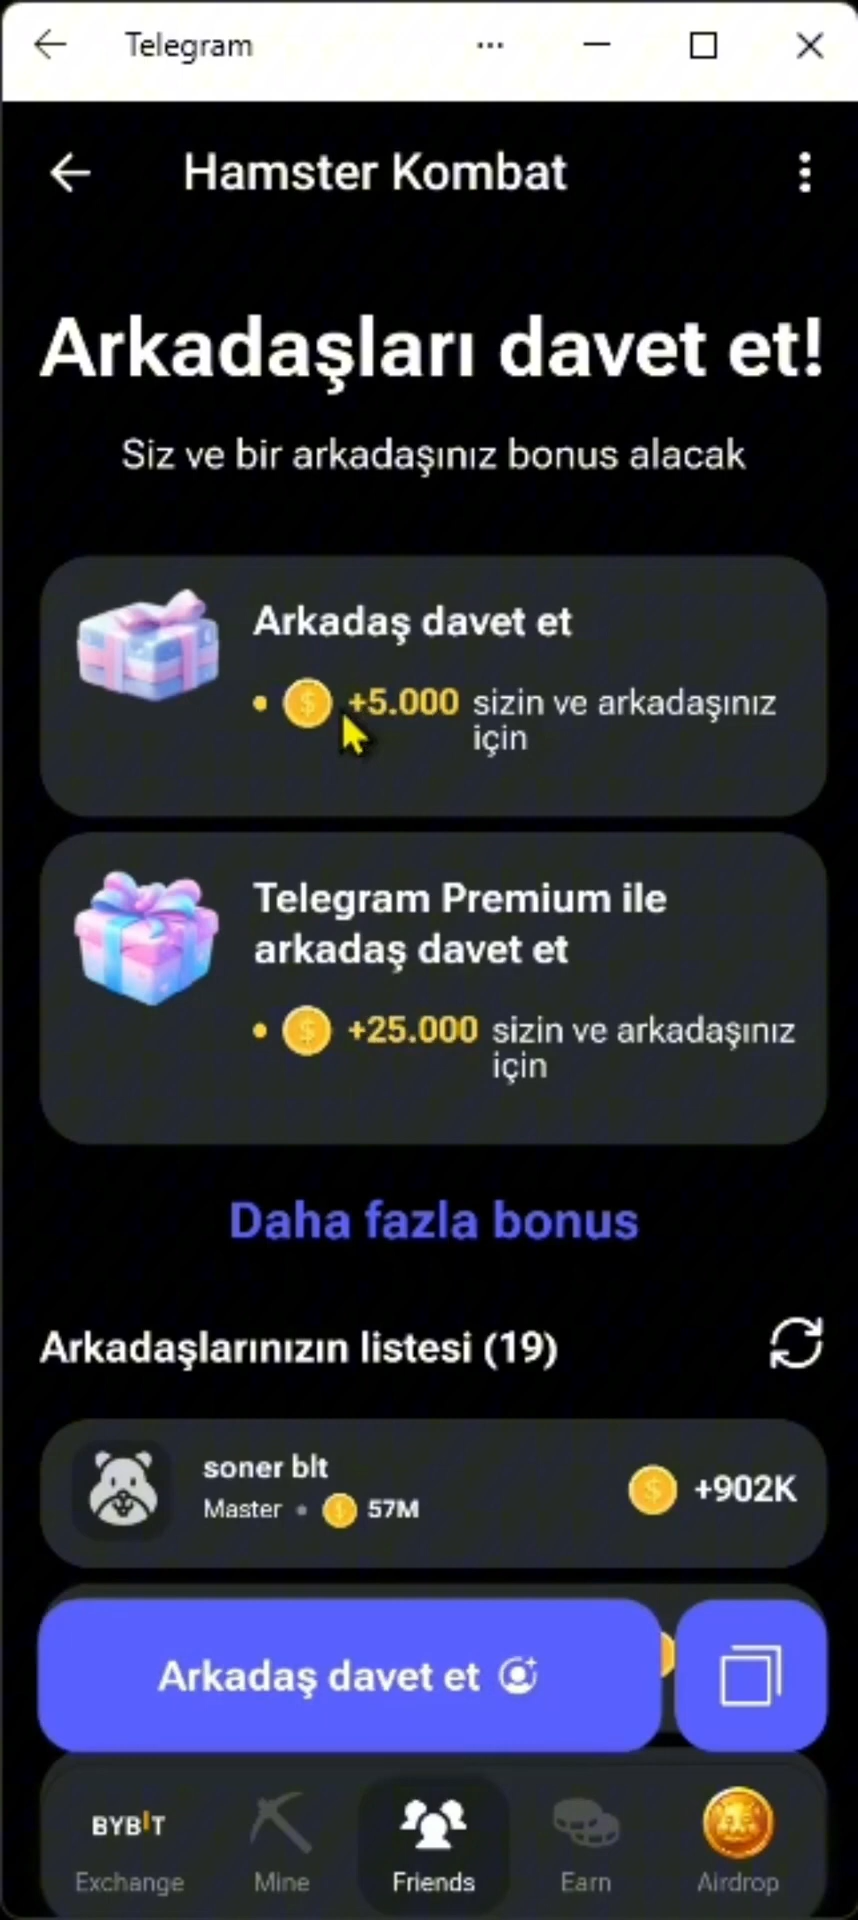 Telegram
Hamster Kombat
Arkadaşları davet et!
Siz ve bir arkadaşınız bonus alacak
Arkadaş davet et
+5.000 sizin ve arkadaşınız
için
Telegram Premium ile
arkadaş davet et
+25.000 sizin ve arkadaşınız
için
Daha fazla bonus
Arkadaşlarınızın listesi (19)
soner blt
Master • 57M
+902K
Arkadaş davet et
BYBIT
Exchange
Mine
Friends
Earn
Airdrop